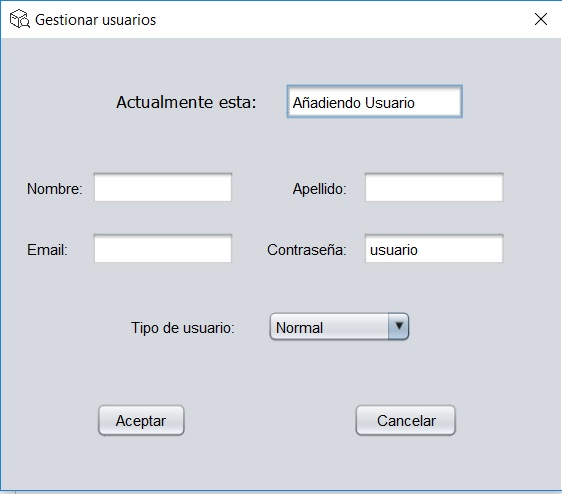 Gestionar usuarios
Actualmente esta: Añadiendo Usuario
Nombre: Apellido:
Email: Contraseña: usuario
Tipo de usuario: Normal
Aceptar Cancelar